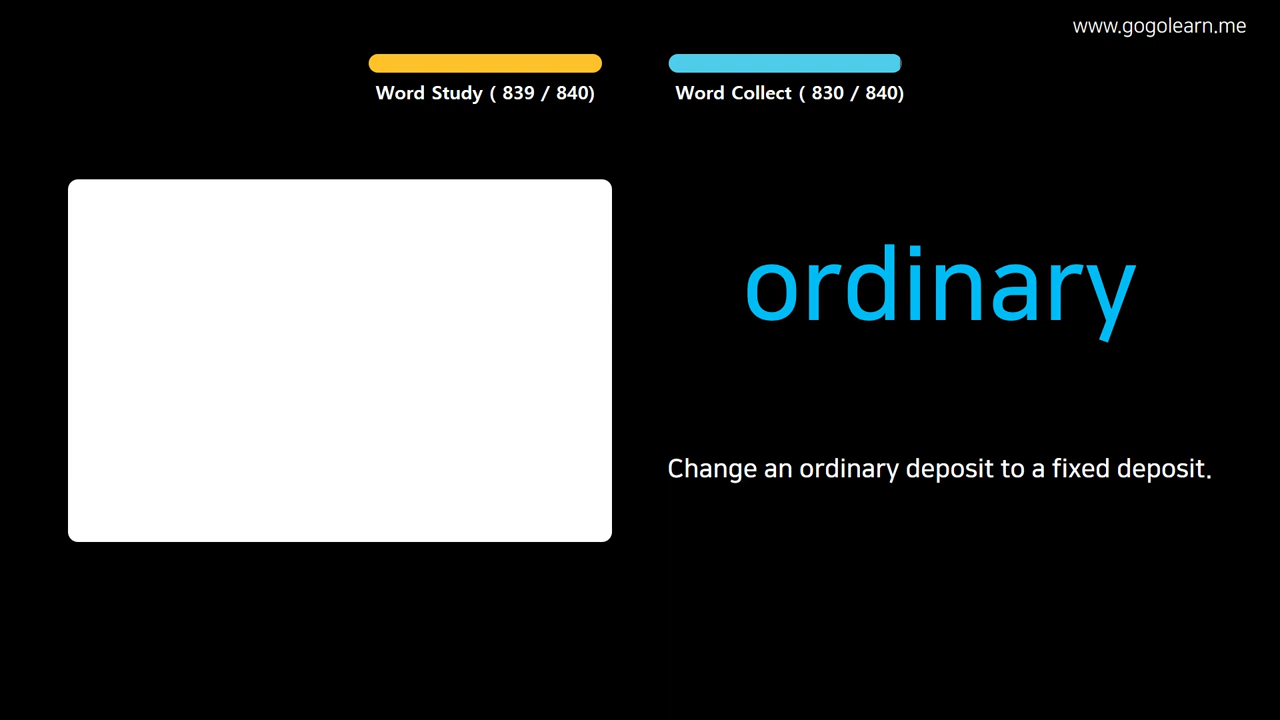 www.gogolearn.me
Word Study ( 839 / 840)
Word Collect ( 830 / 840)
ordinary
Change an ordinary deposit to a fixed deposit.